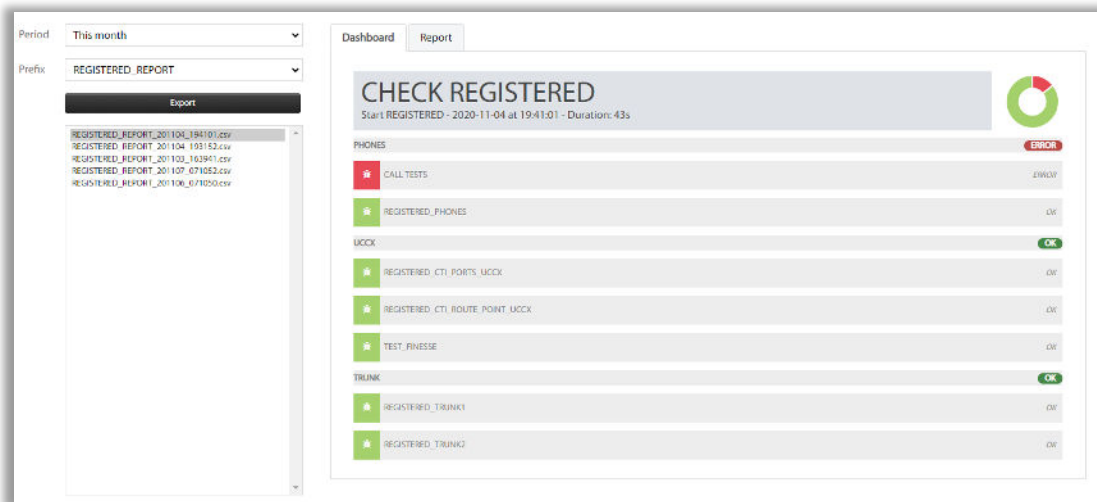 Period
This month
Prefix
REGISTERED_REPORT
Export
REGISTERED_REPORT_201104_194101.csv
REGISTERED_REPORT_201104_193152.csv
REGISTERED_REPORT_201103_163941.csv
REGISTERED_REPORT_201107_071052.csv
REGISTERED_REPORT_201106_071050.csv
Dashboard
Report
CHECK REGISTERED
Start REGISTERED - 2020-11-04 at 19:41:01 - Duration: 43s
PHONES ERROR
CALL TESTS ERROR
REGISTERED_PHONES OK
UCCX OK
REGISTERED_CTI_PORTS_UCCX OK
REGISTERED_CTI_ROUTE_POINT_UCCX OK
TEST_FINESSE OK
TRUNK OK
REGISTERED_TRUNK1 OK
REGISTERED_TRUNK2 OK